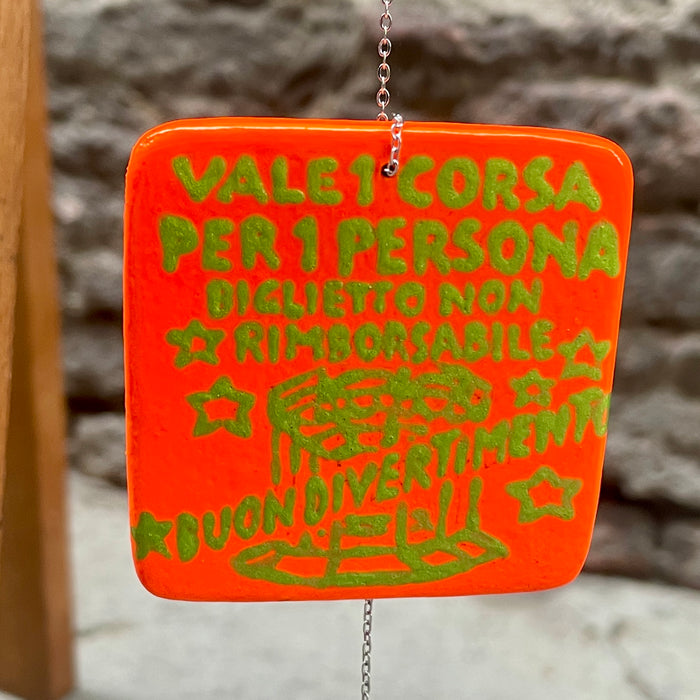 VALE 1 CORSA
PER 1 PERSONA
BIGLIETTO NON
RIMBORSABILE
BUON DIVERTIMENTO